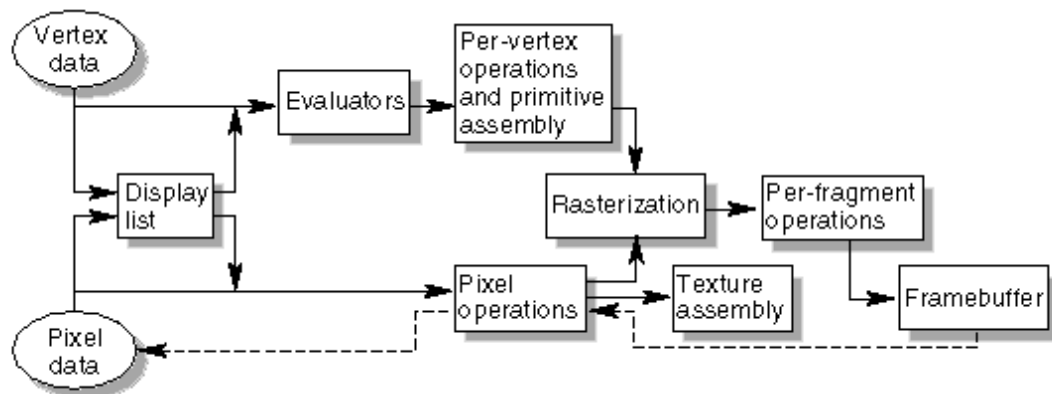 Vertex
data
Per-vertex
operations
and primitive
assembly
Evaluators
Display
list
Rasterization
Per-fragment
operations
Pixel
operations
Texture
assembly
Framebuffer
Pixel
data